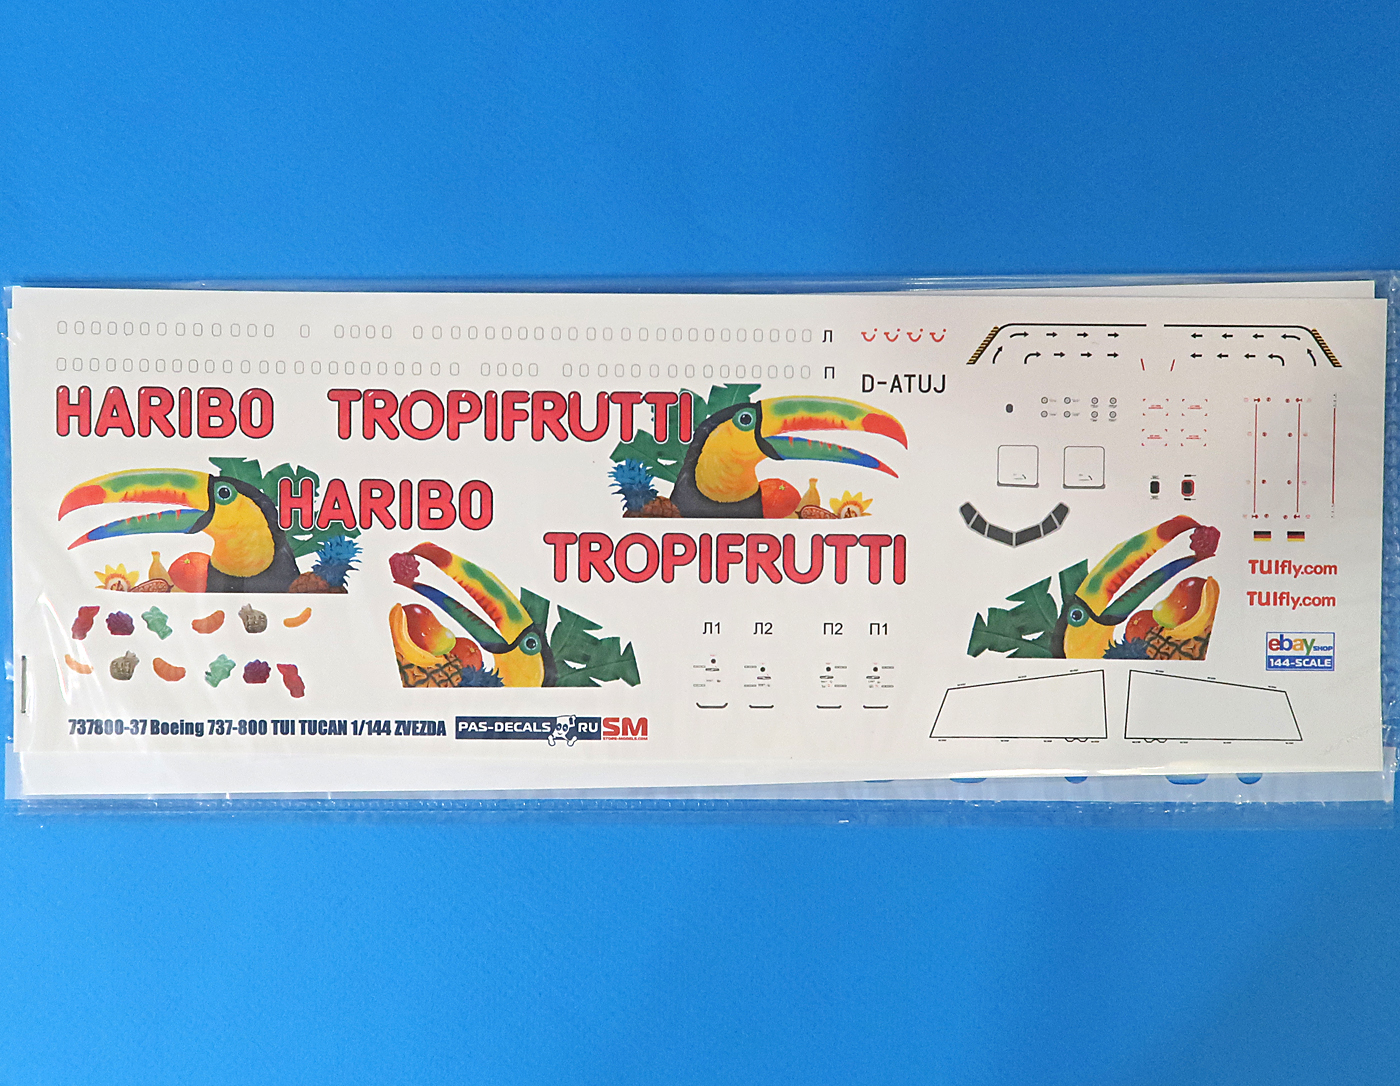 Л
П
D-ATUJ
HARIBO TROPIFRUTTI
HARIBO
TROPIFRUTTI
TUIfly.com
TUIfly.com
Л1 Л2 П2 П1
ebay SHOP
144-SCALE
737800-37 Boeing 737-800 TUI TUCAN 1/144 ZVEZDA
PAS-DECALS RU
SM